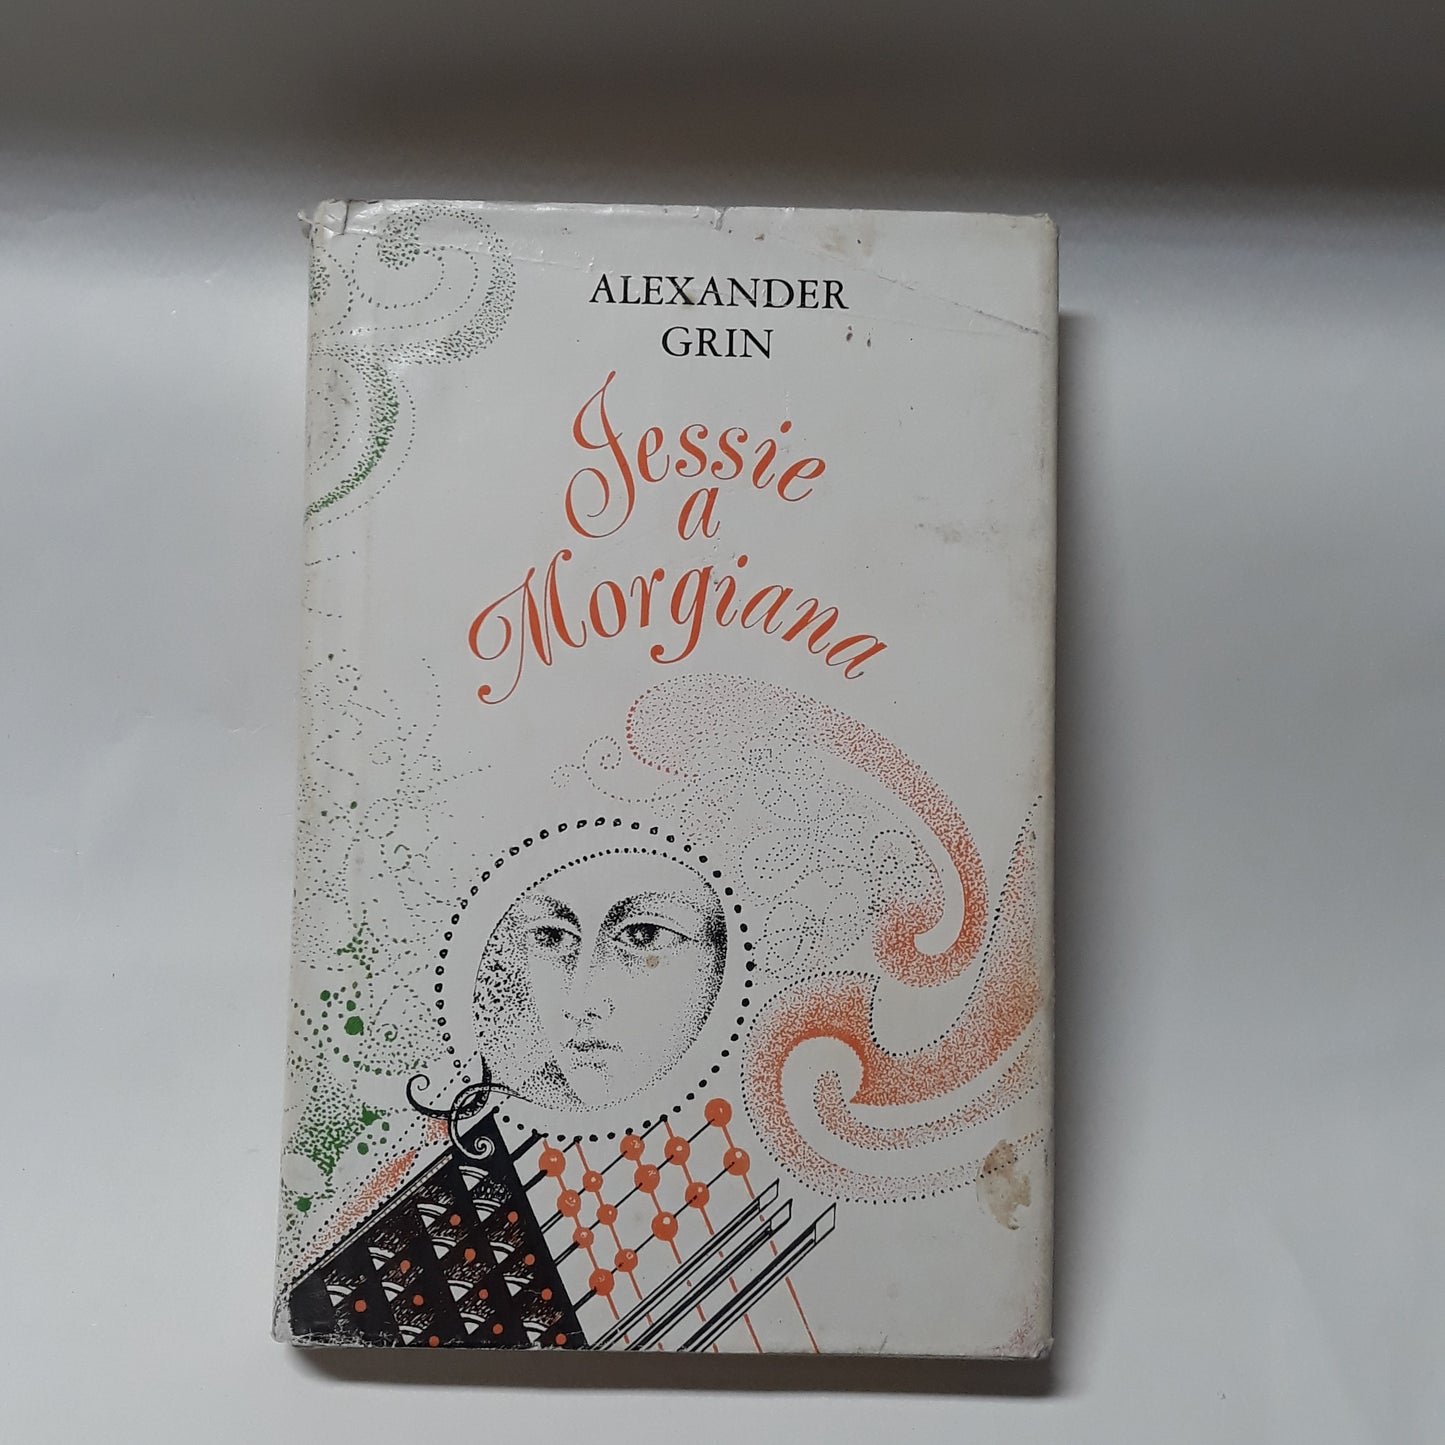 ALEXANDER
GRIN
Jessie
a
Morgiana